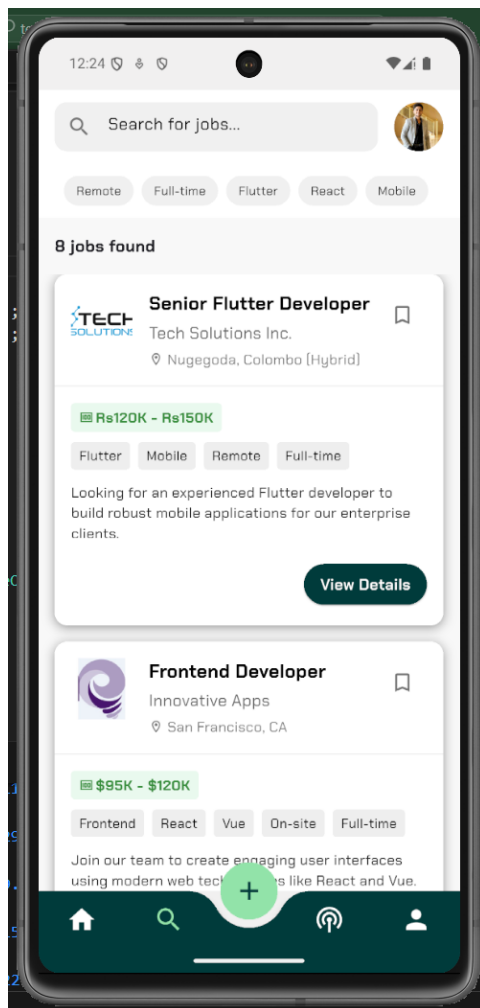 12:24
Search for jobs...
Remote Full-time Flutter React Mobile
8 jobs found
TECH
SOLUTIONS
Senior Flutter Developer
Tech Solutions Inc.
Nugegoda, Colombo (Hybrid)
Rs120K - Rs150K
Flutter Mobile Remote Full-time
Looking for an experienced Flutter developer to
build robust mobile applications for our enterprise
clients.
View Details
Frontend Developer
Innovative Apps
San Francisco, CA
$95K - $120K
Frontend React Vue On-site Full-time
Join our team to create engaging user interfaces
using modern web like React and Vue.